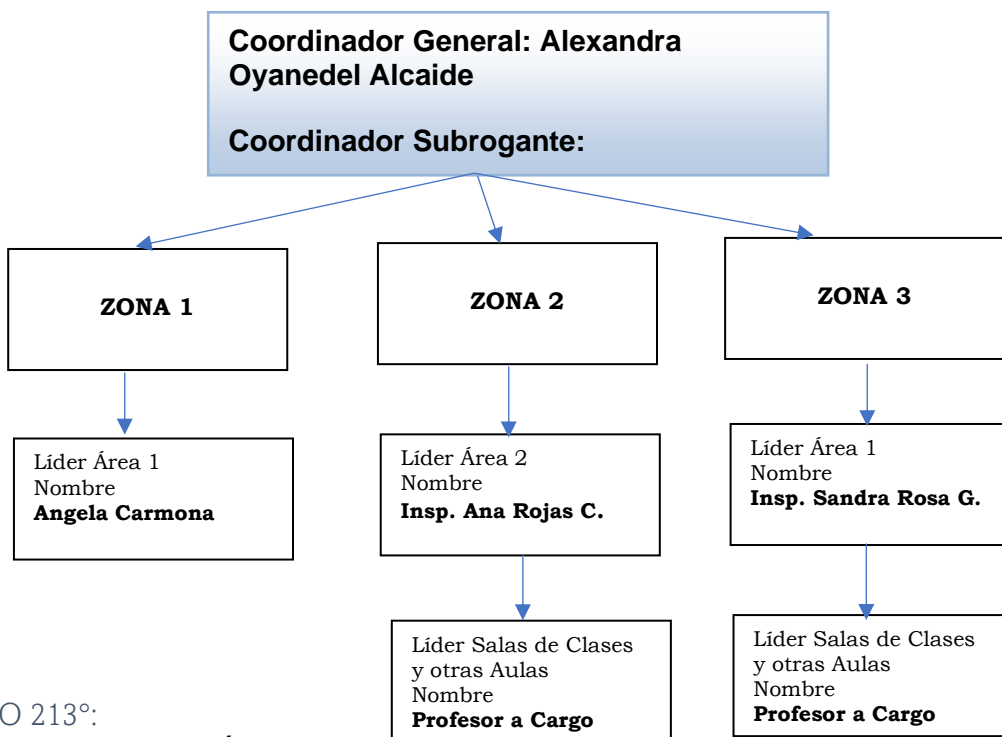 Coordinador General: Alexandra
Oyanedel Alcaide
Coordinador Subrogante:
ZONA 1
ZONA 2
ZONA 3
Líder Área 1
Nombre
Angela Carmona
Líder Área 2
Nombre
Insp. Ana Rojas C.
Líder Área 1
Nombre
Insp. Sandra Rosa G.
Líder Salas de Clases
y otras Aulas
Nombre
Profesor a Cargo
Líder Salas de Clases
y otras Aulas
Nombre
Profesor a Cargo
O 213°: